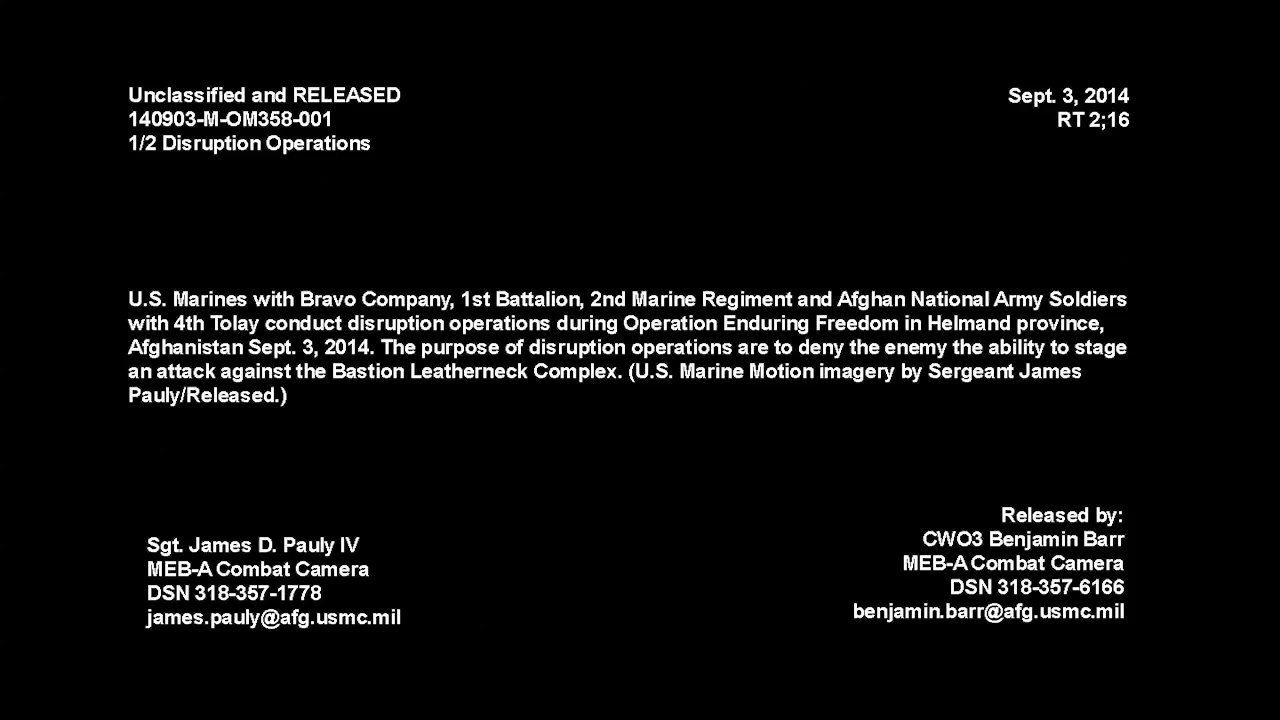 Unclassified and RELEASED
140903-M-OM358-001
1/2 Disruption Operations
Sept. 3, 2014
RT 2;16
U.S. Marines with Bravo Company, 1st Battalion, 2nd Marine Regiment and Afghan National Army Soldiers
with 4th Tolay conduct disruption operations during Operation Enduring Freedom in Helmand province,
Afghanistan Sept. 3, 2014. The purpose of disruption operations are to deny the enemy the ability to stage
an attack against the Bastion Leatherneck Complex. (U.S. Marine Motion imagery by Sergeant James
Pauly/Released.)
Sgt. James D. Pauly IV
MEB-A Combat Camera
DSN 318-357-1778
james.pauly@afg.usmc.mil
Released by:
CWO3 Benjamin Barr
MEB-A Combat Camera
DSN 318-357-6166
benjamin.barr@afg.usmc.mil